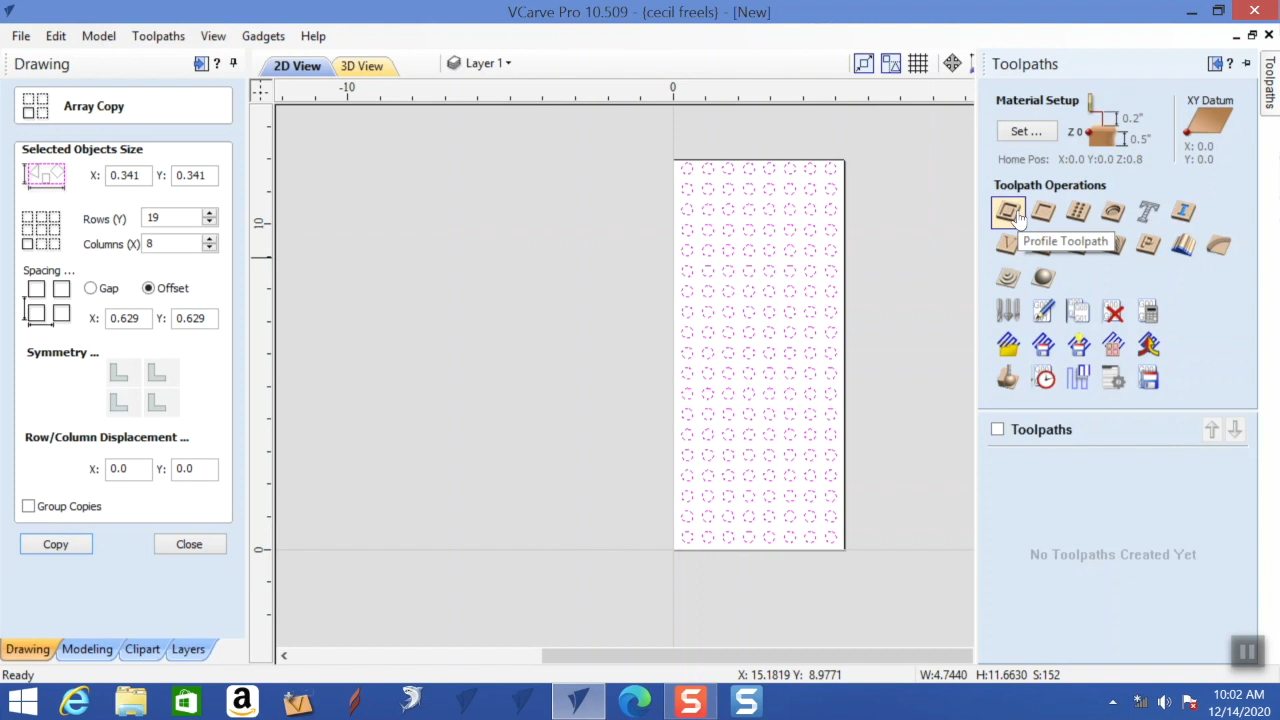 VCarve Pro 10.509 - {cecil freels} - [New]
File Edit Model Toolpaths View Gadgets Help
Drawing
Array Copy
Selected Objects Size
X: 0.341 Y: 0.341
Rows (Y) 19
Columns (X) 8
Spacing ...
Gap Offset
X: 0.629 Y: 0.629
Symmetry ...
Row/Column Displacement ...
X: 0.0 Y: 0.0
Group Copies
Copy Close
Drawing Modeling Clipart Layers
Ready
2D View 3D View Layer 1
-10 0
10
0
Toolpaths
Toolpaths
Material Setup
Set ...
Z 0
0.2"
0.5"
XY Datum
X: 0.0
Y: 0.0
Home Pos: X:0.0 Y:0.0 Z:0.8
Toolpath Operations
Profile Toolpath
Toolpaths
No Toolpaths Created Yet
X: 15.1819 Y: 8.9771 W:4.7440 H:11.6630 S:152
10:02 AM
12/14/2020